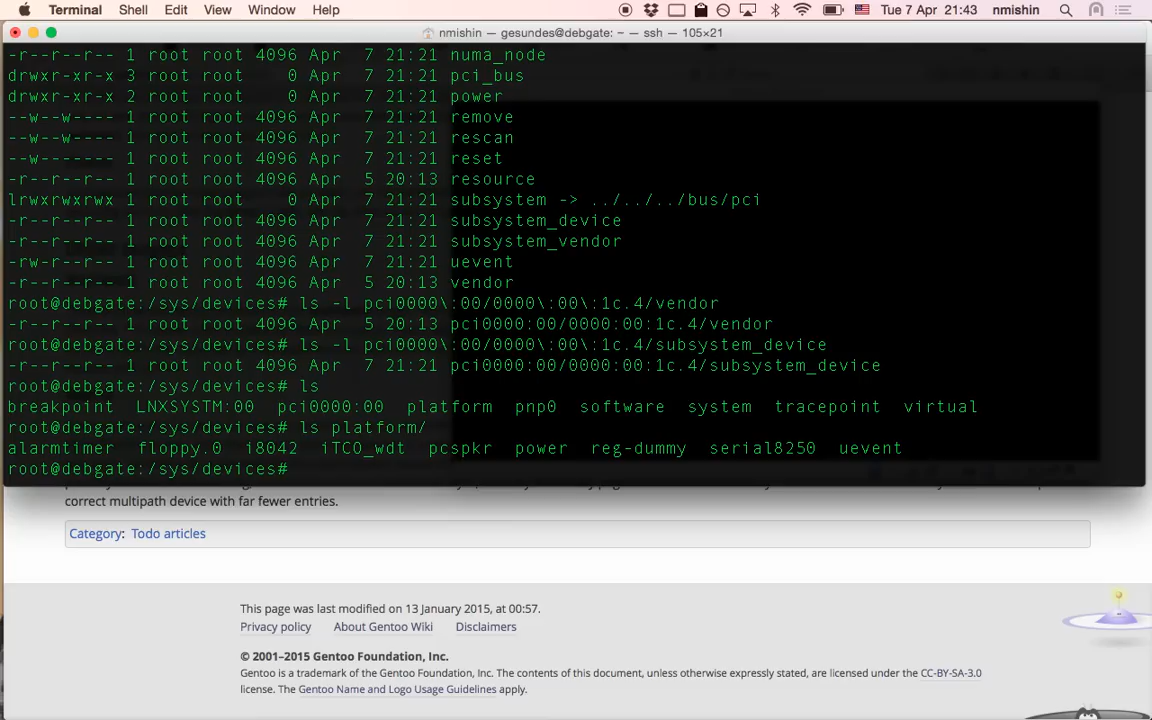 Terminal Shell Edit View Window Help Tue 7 Apr 21:43 nmishin
nmishin — gesundes@debgate: ~ — ssh — 105×21
-r--r--r-- 1 root root 4096 Apr  7 21:21 numa_node
drwxr-xr-x 3 root root    0 Apr  7 21:21 pci_bus
drwxr-xr-x 2 root root    0 Apr  7 21:21 power
--w--w---- 1 root root 4096 Apr  7 21:21 remove
--w--w---- 1 root root 4096 Apr  7 21:21 rescan
--w------- 1 root root 4096 Apr  7 21:21 reset
-r--r--r-- 1 root root 4096 Apr  5 20:13 resource
lrwxrwxrwx 1 root root    0 Apr  7 21:21 subsystem -> ../../../bus/pci
-r--r--r-- 1 root root 4096 Apr  7 21:21 subsystem_device
-r--r--r-- 1 root root 4096 Apr  7 21:21 subsystem_vendor
-rw-r--r-- 1 root root 4096 Apr  7 21:21 uevent
-r--r--r-- 1 root root 4096 Apr  5 20:13 vendor
root@debgate:/sys/devices# ls -l pci0000\:00/0000\:00\:1c.4/vendor
-r--r--r-- 1 root root 4096 Apr  5 20:13 pci0000:00/0000:00:1c.4/vendor
root@debgate:/sys/devices# ls -l pci0000\:00/0000\:00\:1c.4/subsystem_device
-r--r--r-- 1 root root 4096 Apr  7 21:21 pci0000:00/0000:00:1c.4/subsystem_device
root@debgate:/sys/devices# ls
breakpoint  LNXSYSTM:00  pci0000:00  platform  pnp0  software  system  tracepoint  virtual
root@debgate:/sys/devices# ls platform/
alarmtimer  floppy.0  i8042  iTCO_wdt  pcspkr  power  reg-dummy  serial8250  uevent
root@debgate:/sys/devices#
correct multipath device with far fewer entries.
Category: Todo articles
This page was last modified on 13 January 2015, at 00:57.
Privacy policy About Gentoo Wiki Disclaimers
© 2001–2015 Gentoo Foundation, Inc.
Gentoo is a trademark of the Gentoo Foundation, Inc. The contents of this document, unless otherwise expressly stated, are licensed under the CC-BY-SA-3.0
license. The Gentoo Name and Logo Usage Guidelines apply.